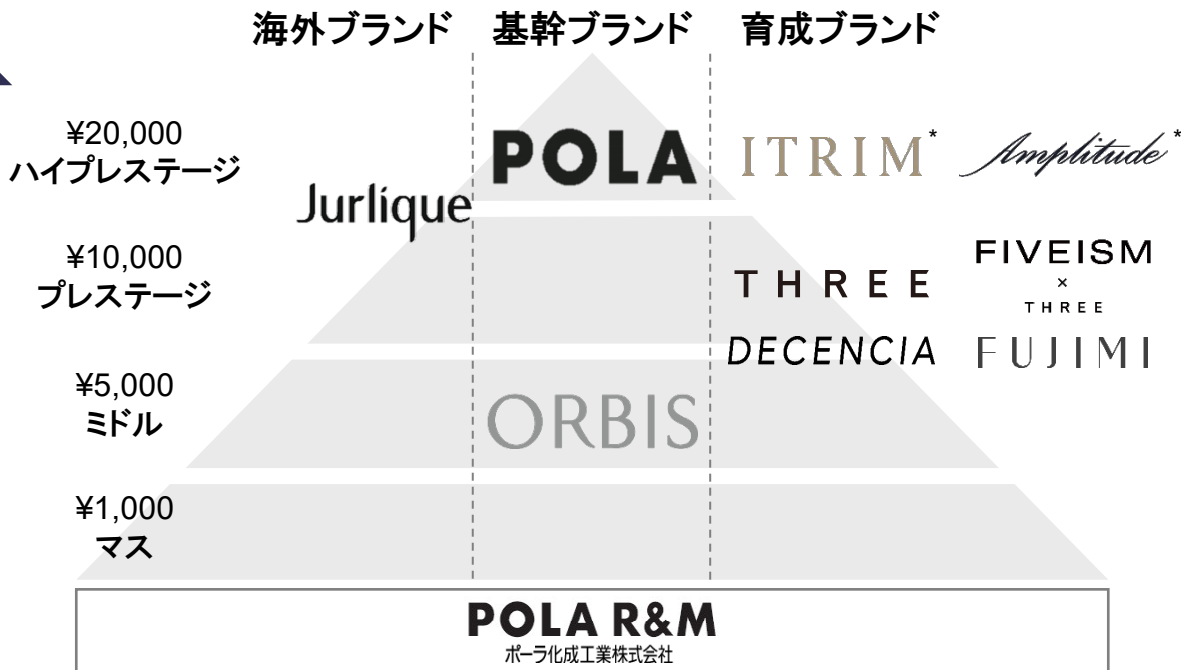 海外ブランド 基幹ブランド 育成ブランド
¥20,000
ハイプレステージ
Jurlique
POLA
ITRIM* Amplitude*
¥10,000
プレステージ
THREE
FIVEISM
×
THREE
DECENCIA FUJIMI
¥5,000
ミドル
ORBIS
¥1,000
マス
POLA R&M
ポーラ化成工業株式会社